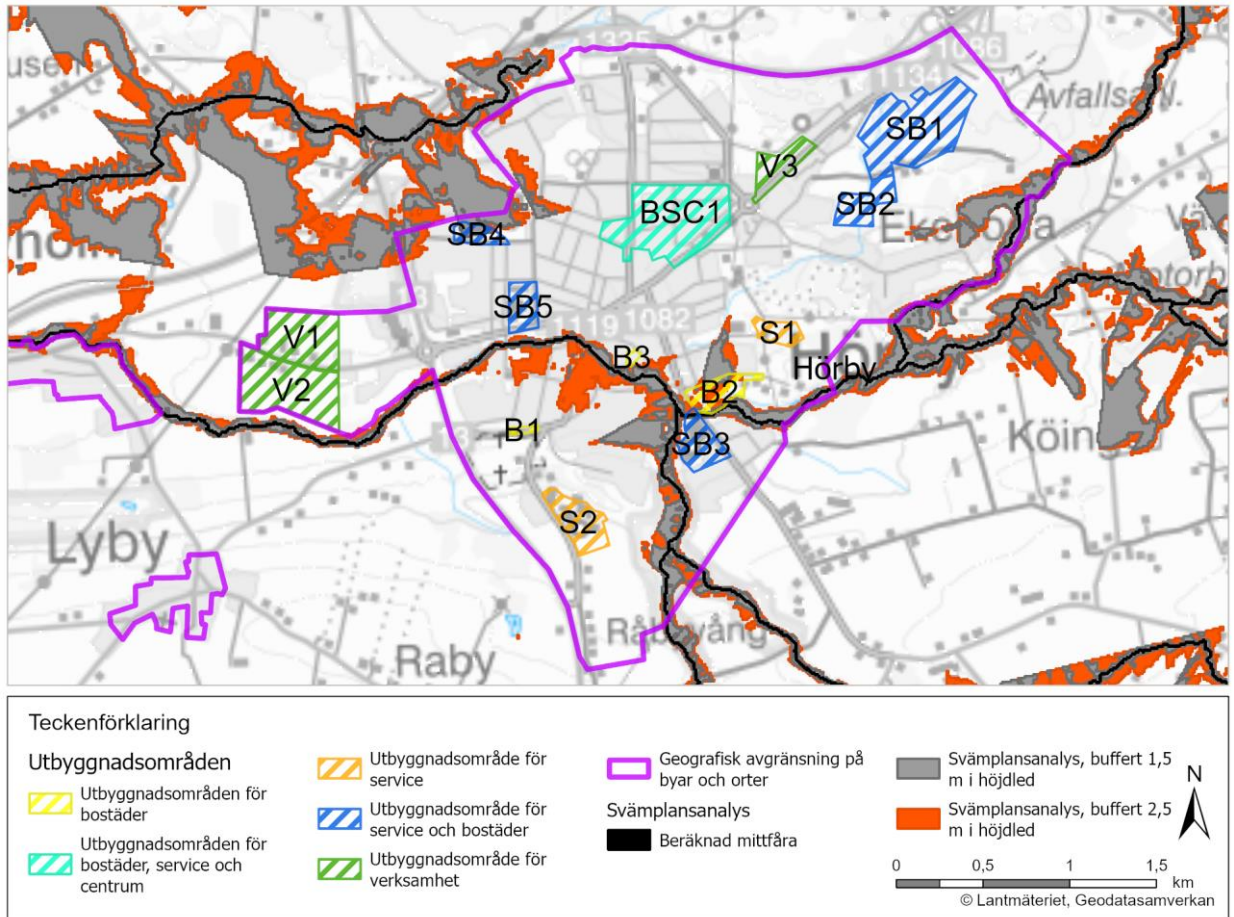 1335
1086
1134
Avfallsan.
SB1
V3
SB2
BSC1
SB4
SB5
V1
V2
1119
1082
S1
B3
B2
Hörby
B1
13
SB3
Köinge
S2
Lyby
Raby
Teckenförklaring
Utbyggnadsområden
Utbyggnadsområden för
bostäder
Utbyggnadsområden för
bostäder, service och
centrum
Utbyggnadsområde för
service
Utbyggnadsområde för
service och bostäder
Utbyggnadsområde för
verksamhet
Geografisk avgränsning på
byar och orter
Svämplansanalys
Beräknad mittfåra
Svämplansanalys, buffert 1,5
m i höjdled
Svämplansanalys, buffert 2,5
m i höjdled
N
0 0,5 1 1,5
km
© Lantmäteriet, Geodatasamverkan